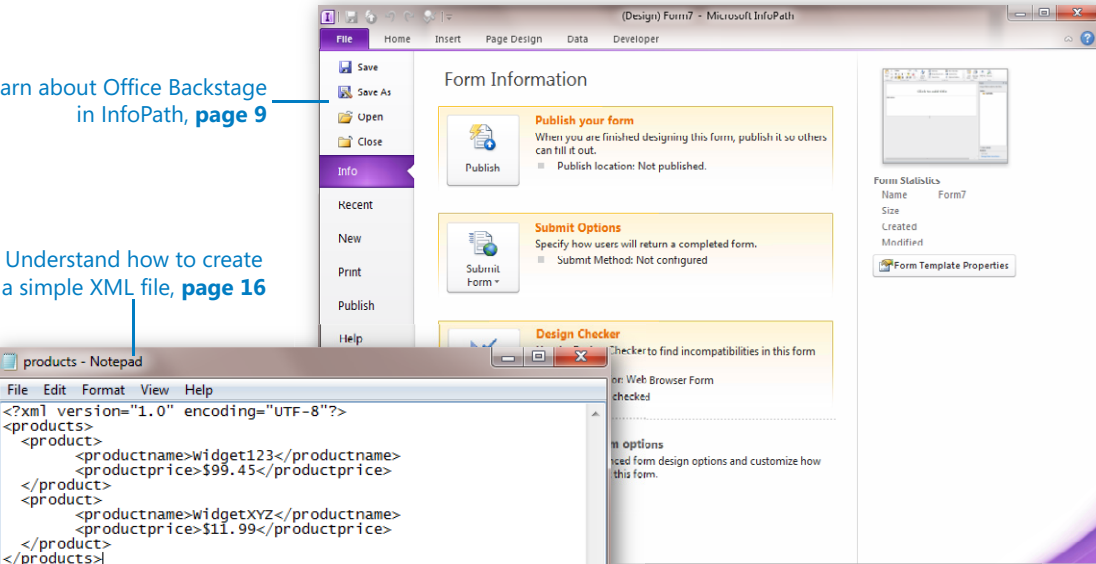 (Design) Form7 - Microsoft InfoPath
File Home Insert Page Design Data Developer
arn about Office Backstage
in InfoPath, page 9
Understand how to create
a simple XML file, page 16
Save
Save As
Open
Close
Info
Recent
New
Print
Publish
Help
Form Information
Publish
Publish your form
When you are finished designing this form, publish it so others
can fill it out.
Publish location: Not published.
Submit
Form
Submit Options
Specify how users will return a completed form.
Submit Method: Not configured
Design Checker
Checker to find incompatibilities in this form
or: Web Browser Form
checked
options
ced form design options and customize how
this form.
Form Statistics
Name Form7
Size
Created
Modified
Form Template Properties
products - Notepad
File Edit Format View Help
<?xml version="1.0" encoding="UTF-8"?>
<products>
<product>
<productname>Widget123</productname>
<productprice>$99.45</productprice>
</product>
<product>
<productname>WidgetXYZ</productname>
<productprice>$11.99</productprice>
</product>
</products>